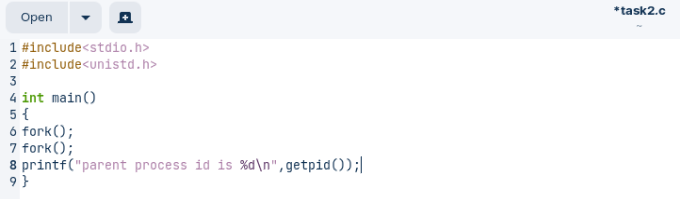 Open
*task2.c
~
1 #include<stdio.h>
2 #include<unistd.h>
3
4 int main()
5 {
6 fork();
7 fork();
8 printf("parent process id is %d\n",getpid());
9 }